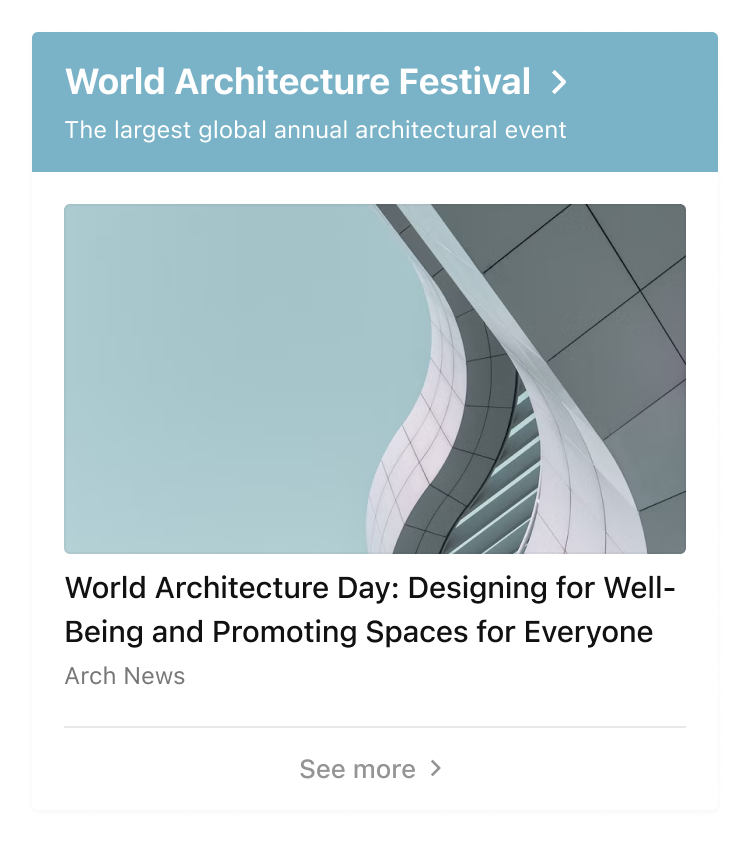 World Architecture Festival
The largest global annual architectural event
World Architecture Day: Designing for Well-
Being and Promoting Spaces for Everyone
Arch News
See more